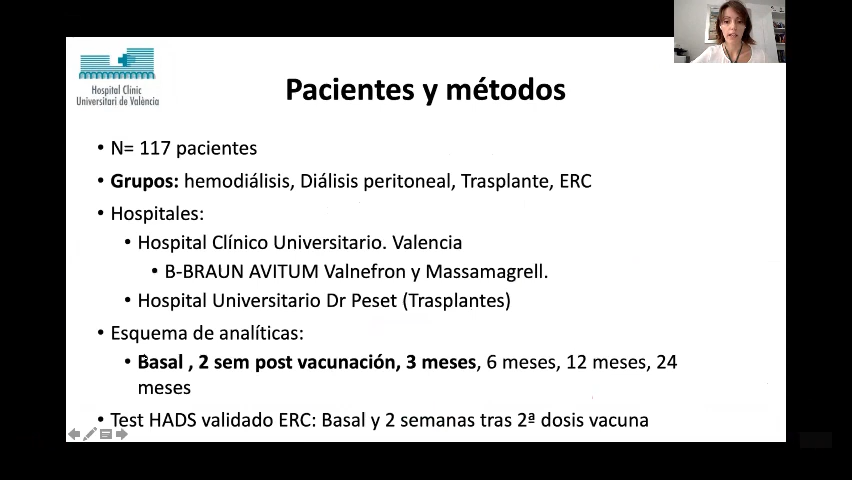 Hospital Clínic
Universitari de València
Pacientes y métodos
• N= 117 pacientes
• Grupos: hemodiálisis, Diálisis peritoneal, Trasplante, ERC
• Hospitales:
• Hospital Clínico Universitario. Valencia
• B-BRAUN AVITUM Valnefron y Massamagrell.
• Hospital Universitario Dr Peset (Trasplantes)
• Esquema de analíticas:
• Basal , 2 sem post vacunación, 3 meses, 6 meses, 12 meses, 24
meses
• Test HADS validado ERC: Basal y 2 semanas tras 2ª dosis vacuna